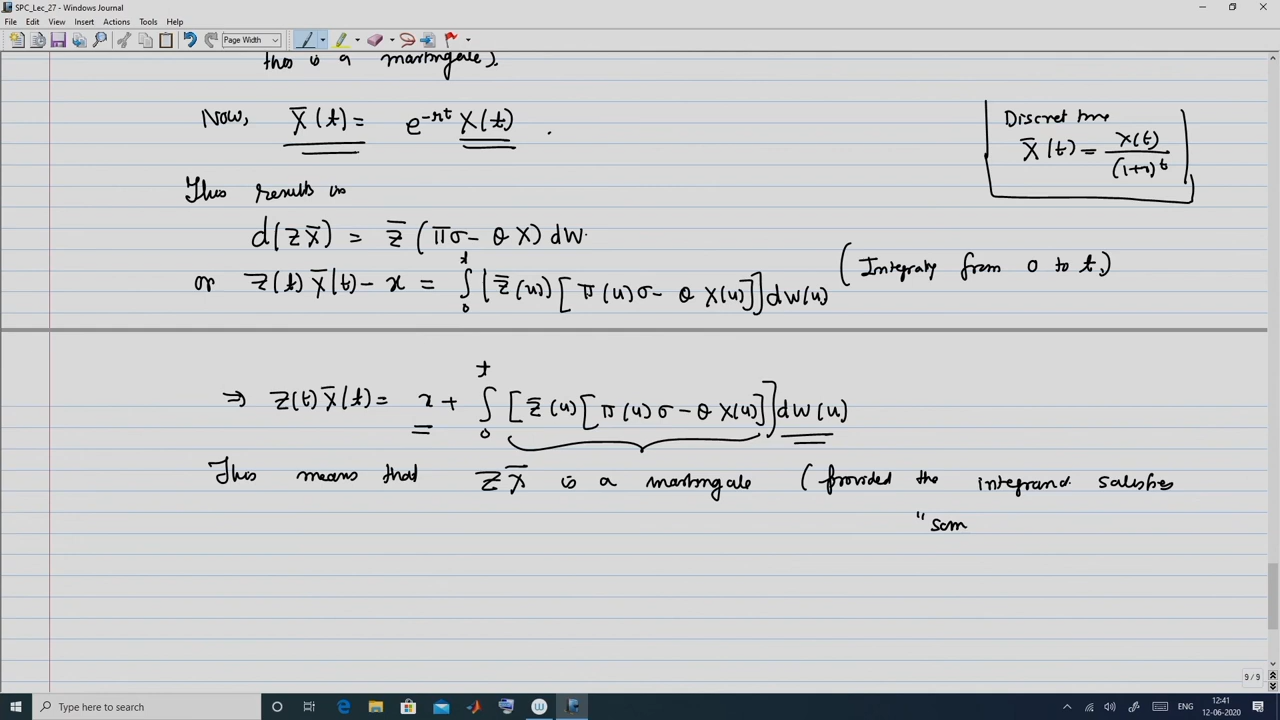 SPC_Lec_27 - Windows Journal
File Edit View Insert Actions Tools Help
Page Width
this is a martingale).
Now, X̄(t) = e^{-rt} X(t).
Discrete time
X̄(t) = X(t)/(1+r)^t
This results in
d(ZX̄) = Z̄(πσ - θX) dW
or Z(t)X̄(t) - x = ∫_0^t [Z̄(u)[π(u)σ - θX(u)]]dW(u) (Integrating from 0 to t.)
⇒ Z(t)X̄(t) = x + ∫_0^t [Z̄(u)[π(u)σ - θX(u)]]dW(u)
This means that ZX̄ is a martingale (provided the integrand satisfies
"som
9 / 9
Type here to search
12:41
12-06-2020